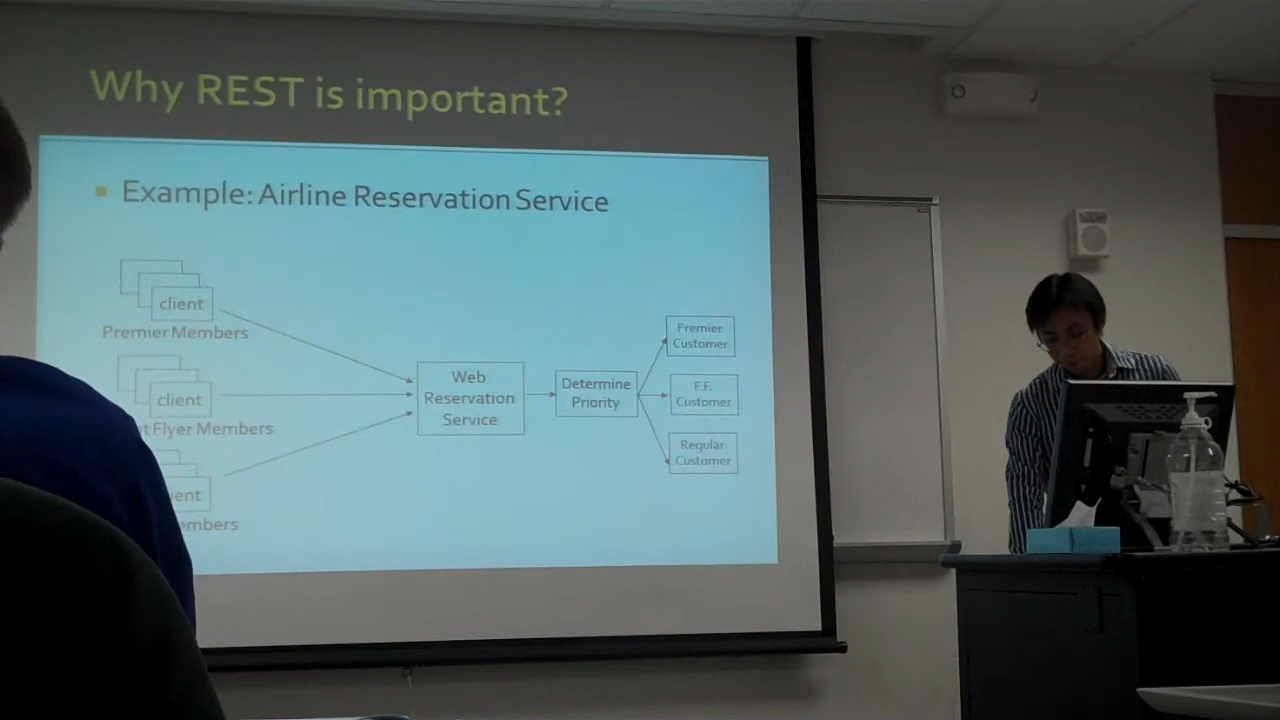 Why REST is important?
Example: Airline Reservation Service
client
Premier Members
client
Flyer Members
Web
Reservation
Service
Determine
Priority
Premier
Customer
F.F.
Customer
Regular
Customer